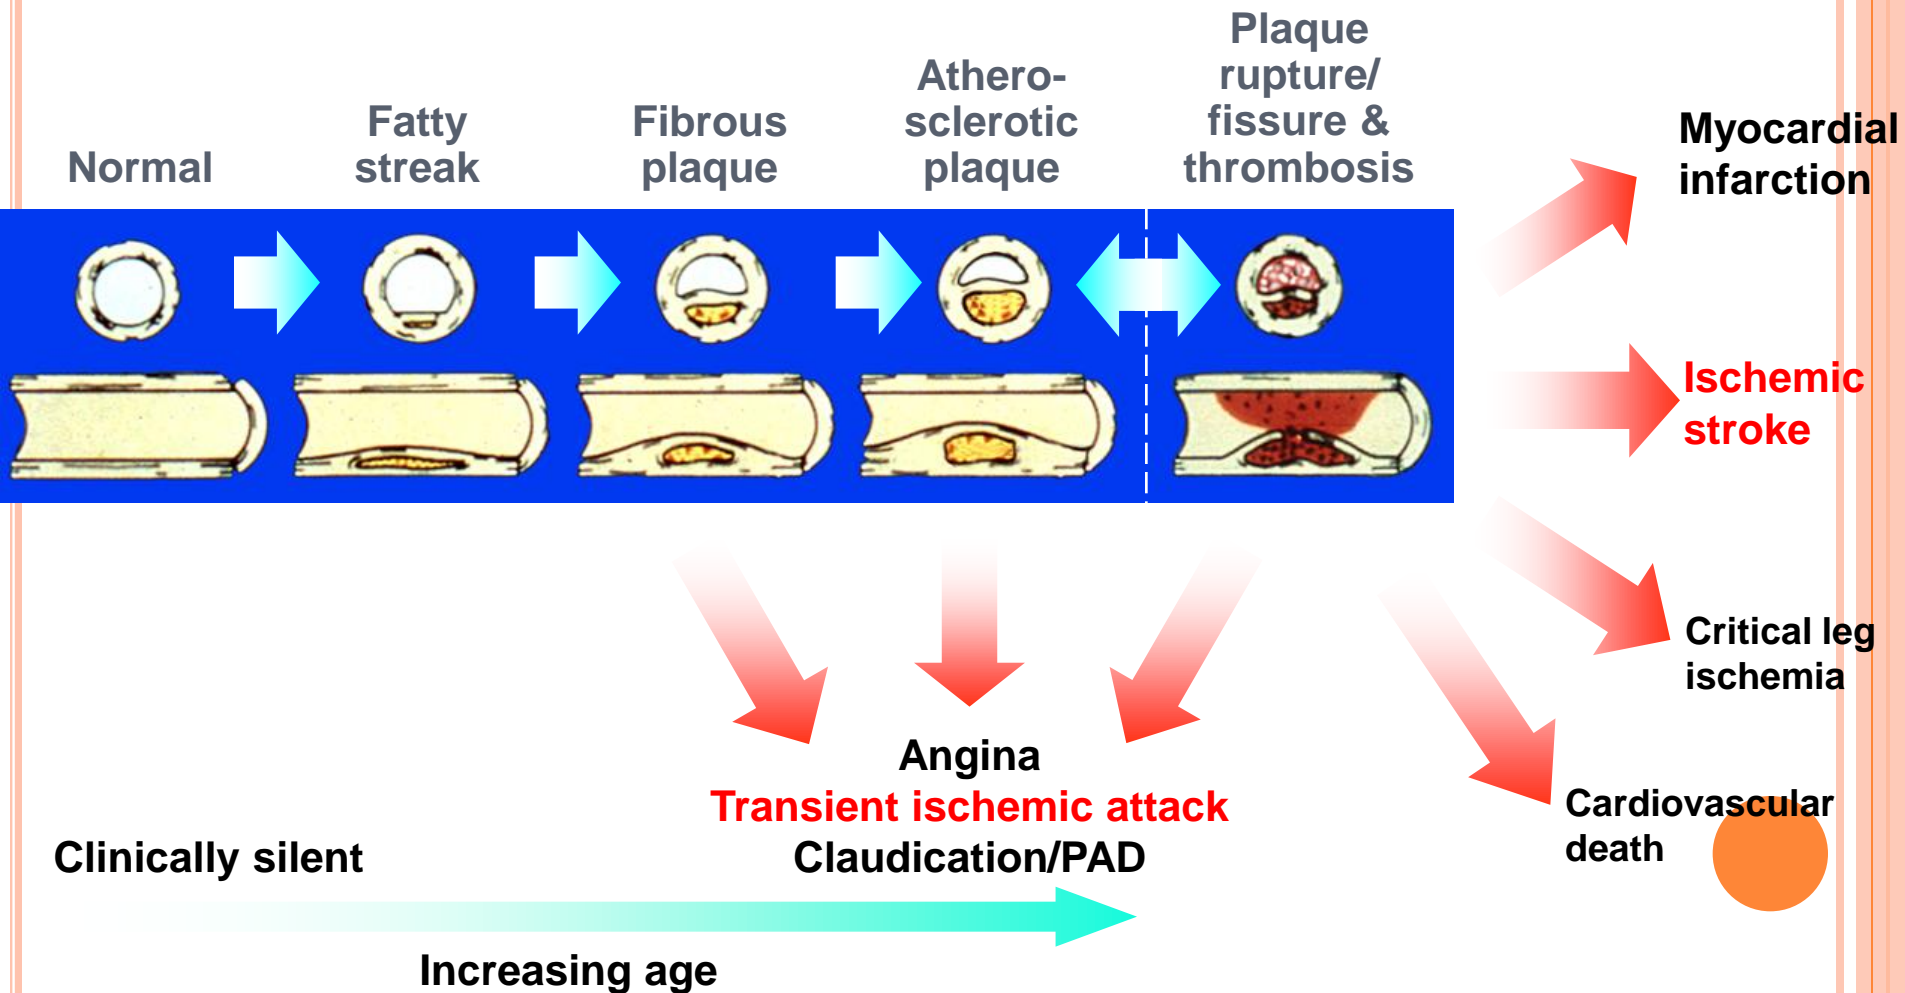 Normal
Fatty
streak
Fibrous
plaque
Athero-
sclerotic
plaque
Plaque
rupture/
fissure &
thrombosis
Myocardial
infarction
Ischemic
stroke
Critical leg
ischemia
Cardiovascular
death
Angina
Transient ischemic attack
Claudication/PAD
Clinically silent
Increasing age